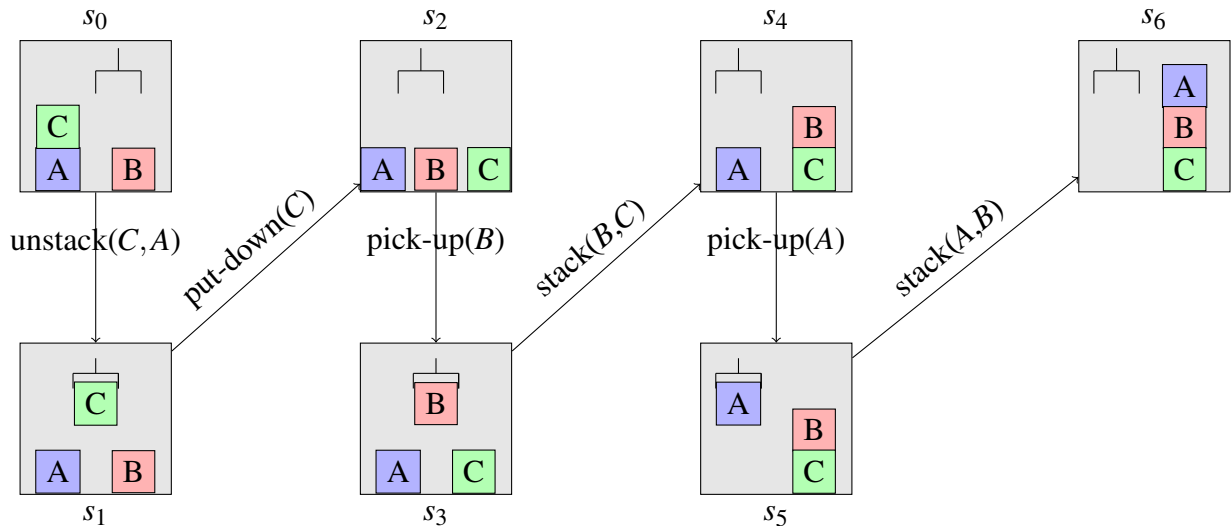 s0 s2 s4 s6
C
A B
A B C
B
A C
A
B
C
unstack(C, A)
put-down(C)
pick-up(B)
stack(B,C)
pick-up(A)
stack(A,B)
C
A B
B
A C
A
B
C
s1 s3 s5